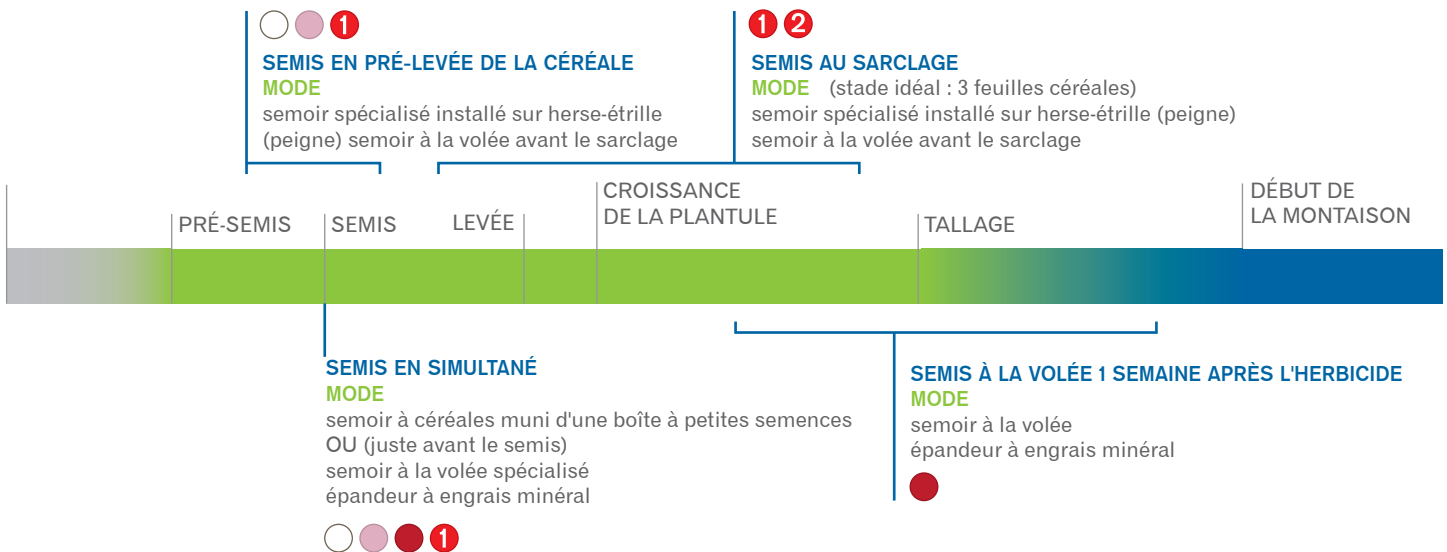 1
SEMIS EN PRÉ-LEVÉE DE LA CÉRÉALE
MODE
semoir spécialisé installé sur herse-étrille
(peigne) semoir à la volée avant le sarclage
1 2
SEMIS AU SARCLAGE
MODE (stade idéal : 3 feuilles céréales)
semoir spécialisé installé sur herse-étrille (peigne)
semoir à la volée avant le sarclage
PRÉ-SEMIS
SEMIS
LEVÉE
CROISSANCE
DE LA PLANTULE
TALLAGE
DÉBUT DE
LA MONTAISON
SEMIS EN SIMULTANÉ
MODE
semoir à céréales muni d'une boîte à petites semences
OU (juste avant le semis)
semoir à la volée spécialisé
épandeur à engrais minéral
1
SEMIS À LA VOLÉE 1 SEMAINE APRÈS L'HERBICIDE
MODE
semoir à la volée
épandeur à engrais minéral